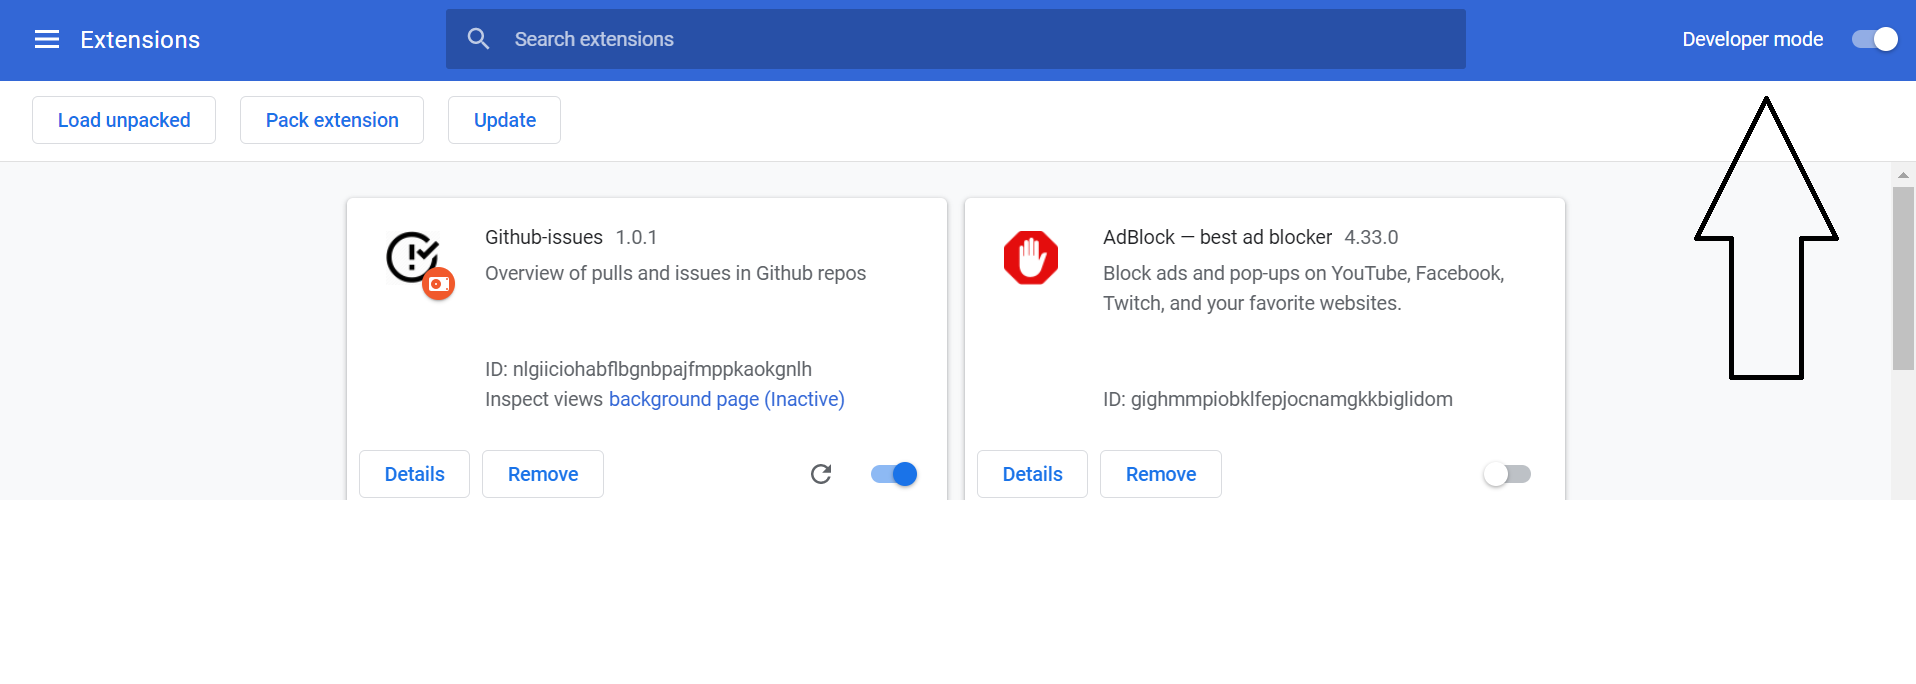 Extensions
Search extensions
Developer mode
Load unpacked
Pack extension
Update
Github-issues 1.0.1
Overview of pulls and issues in Github repos
ID: nlgiiciohabflbgnbpajfmppkaokgnlh
Inspect views background page (Inactive)
Details
Remove
AdBlock — best ad blocker 4.33.0
Block ads and pop-ups on YouTube, Facebook,
Twitch, and your favorite websites.
ID: gighmmpiobklfepjocnamgkkbiglidom
Details
Remove